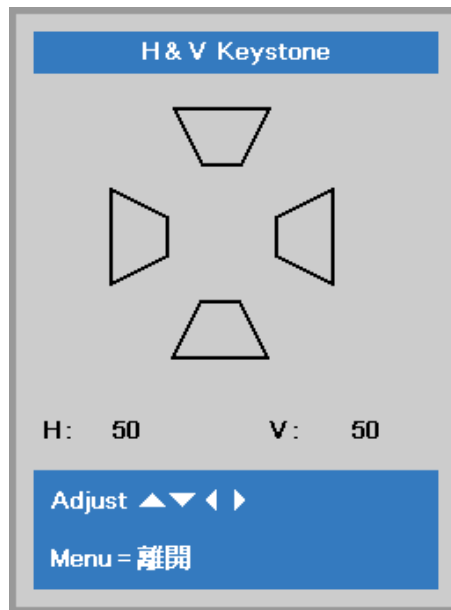 H & V Keystone
H: 50 V: 50
Adjust ▲▼◀▶
Menu = 離開